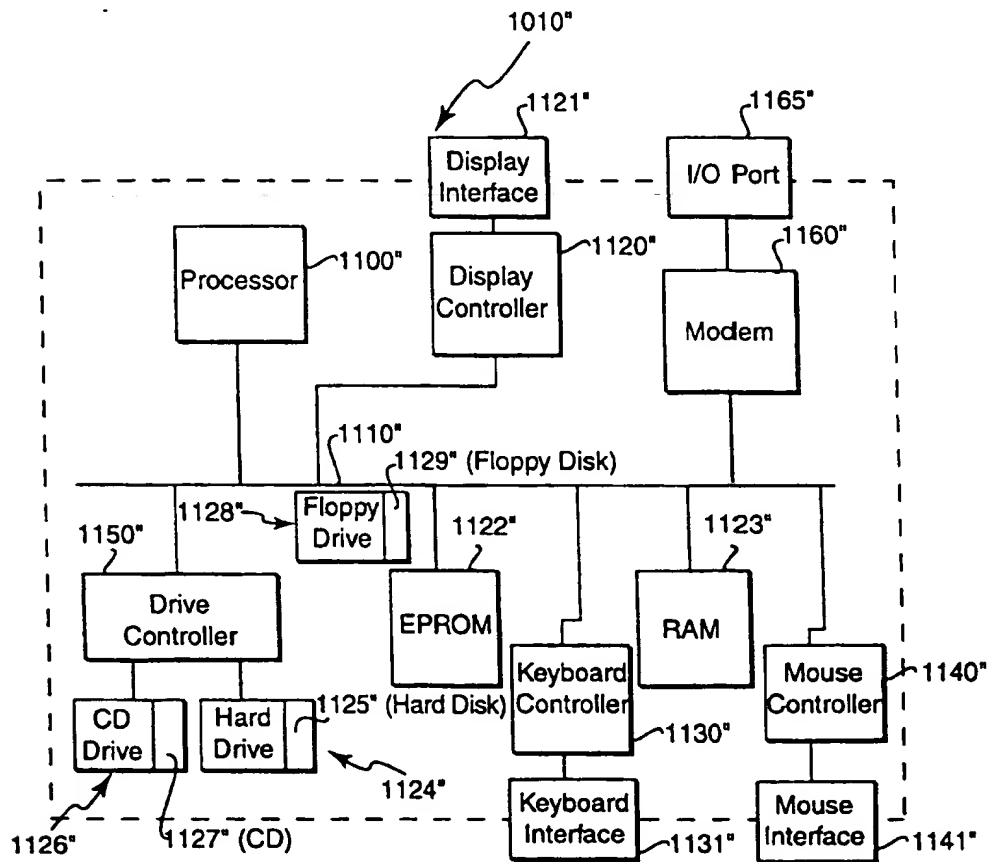 1010"
1121"
1165"
Display
Interface
I/O Port
1100"
1120"
1160"
Processor
Display
Controller
Modem
1110"
1129" (Floppy Disk)
1128"
Floppy
Drive
1122"
1123"
1150"
Drive
Controller
EPROM
RAM
Keyboard
Controller
Mouse
Controller
1140"
1125" (Hard Disk)
CD
Drive
Hard
Drive
1130"
1124"
Keyboard
Interface
Mouse
Interface
1126"
1127" (CD)
1131"
1141"